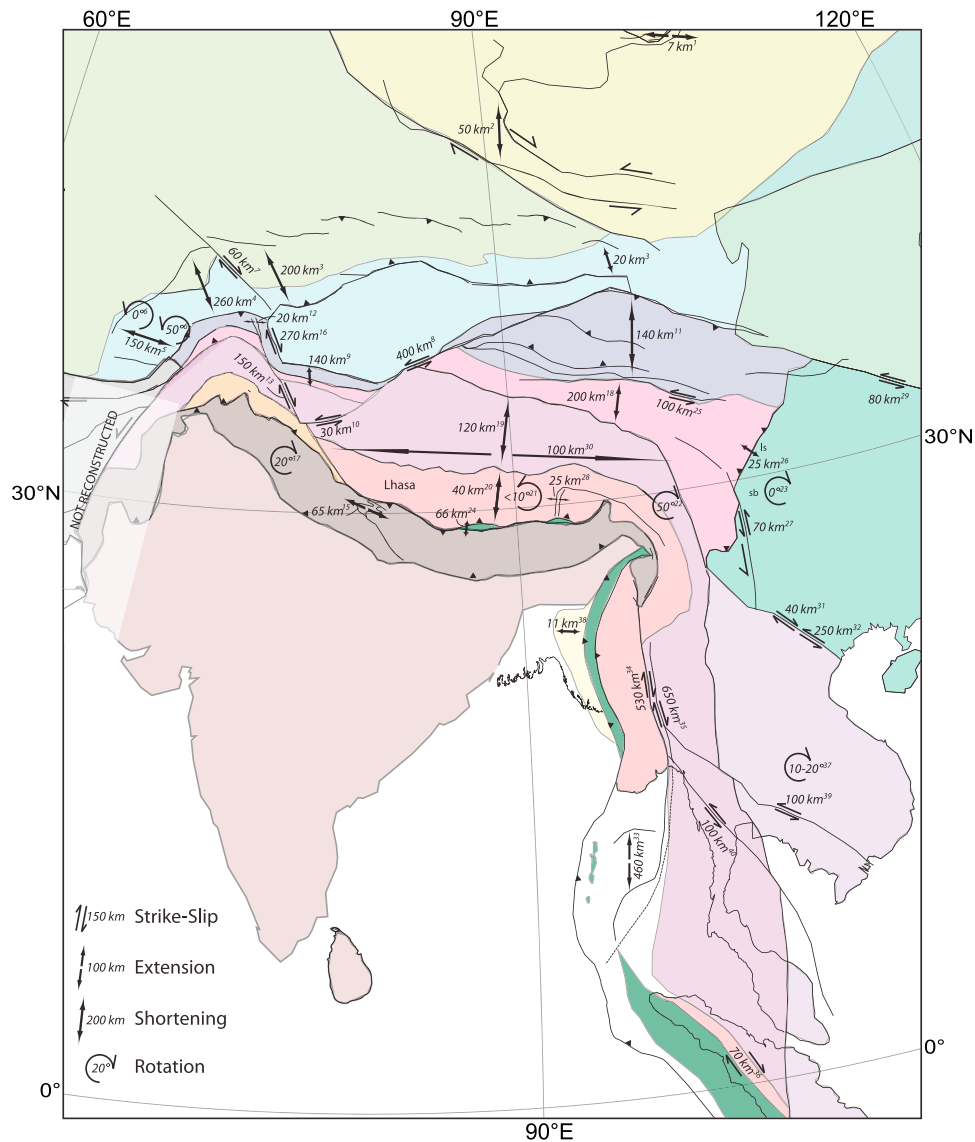 60°E
90°E
120°E
7 km1
50 km2
60 km7
200 km3
20 km3
260 km4
0°6
50°6
150 km5
20 km12
270 km16
140 km9
400 km8
140 km11
150 km13
200 km18
100 km25
80 km29
30 km10
120 km19
100 km30
NOT RECONSTRUCTED
30°N
30°N
20°17
Lhasa
40 km20
<10°21
25 km28
ls
25 km26
sb
0°23
50°22
65 km15
66 km24
70 km27
40 km31
250 km32
11 km38
530 km34
650 km35
10-20°37
100 km39
100 km40
460 km33
150 km Strike-Slip
100 km Extension
200 km Shortening
20° Rotation
70 km36
0°
0°
90°E